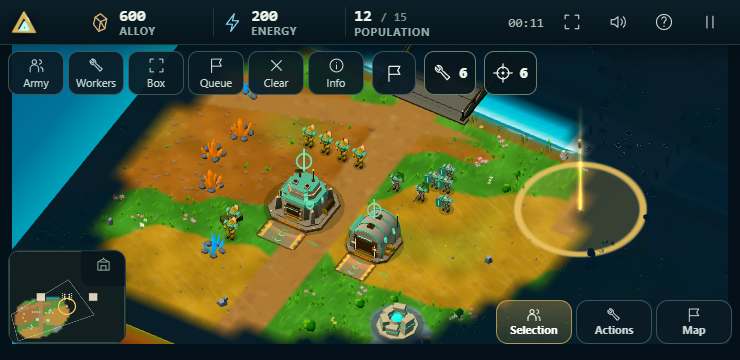 600
ALLOY
200
ENERGY
12 / 15
POPULATION
00:11
Army
Workers
Box
Queue
Clear
Info
6
6
Selection
Actions
Map